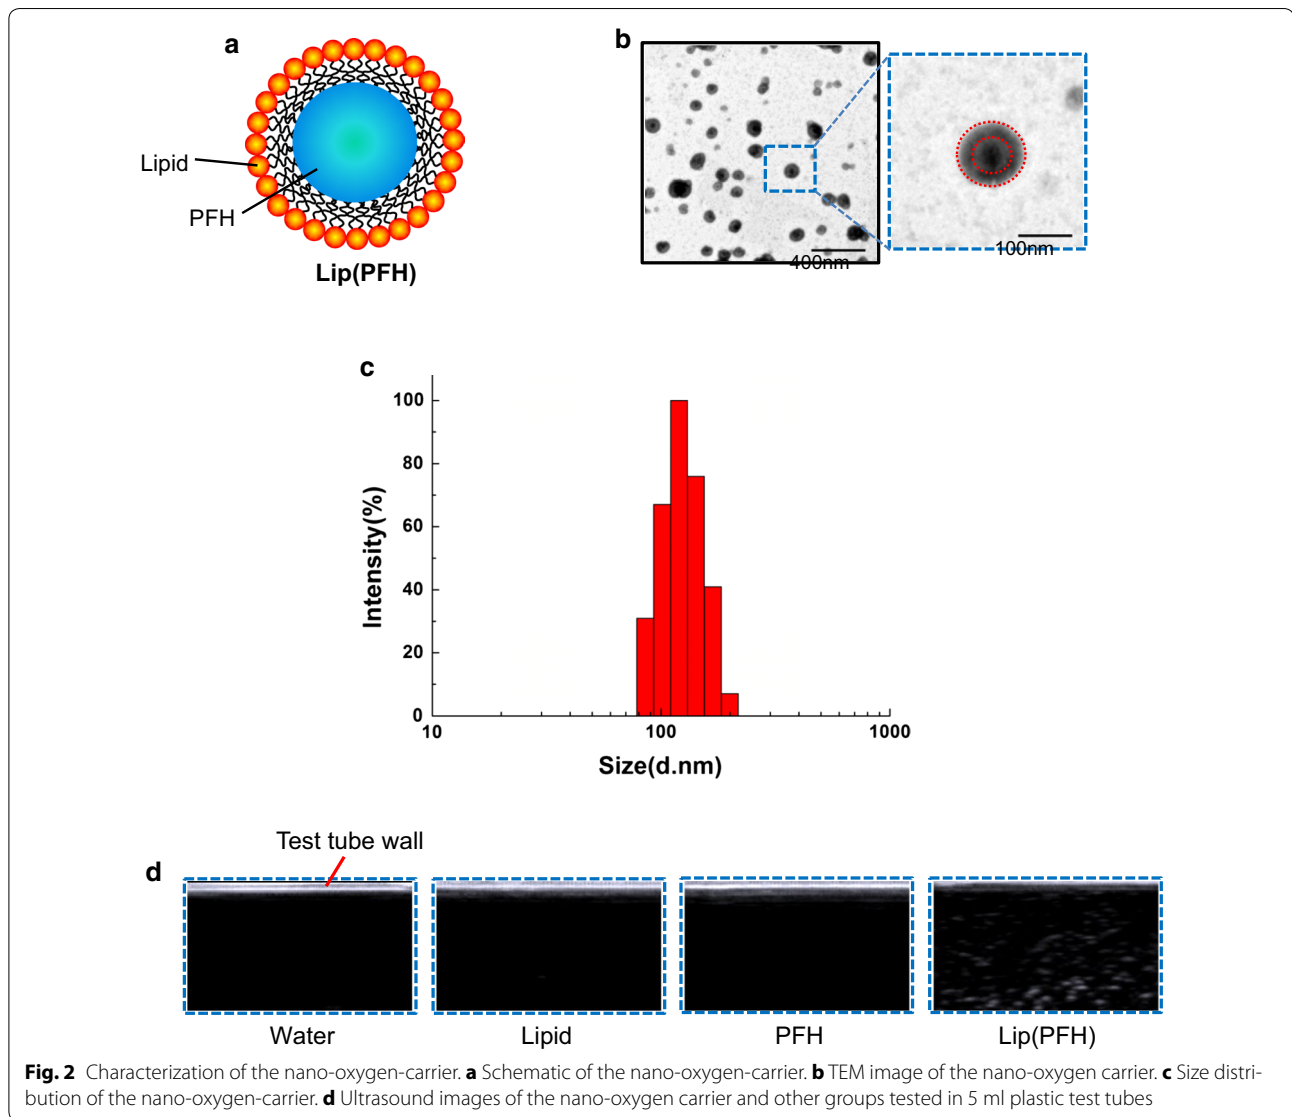 a
Lipid
PFH
Lip(PFH)
b
400nm
100nm
c
100
80
60
40
20
0
Intensity(%)
10
100
1000
Size(d.nm)
Test tube wall
d
Water
Lipid
PFH
Lip(PFH)
Fig. 2 Characterization of the nano-oxygen-carrier. a Schematic of the nano-oxygen-carrier. b TEM image of the nano-oxygen carrier. c Size distri-
bution of the nano-oxygen-carrier. d Ultrasound images of the nano-oxygen carrier and other groups tested in 5 ml plastic test tubes